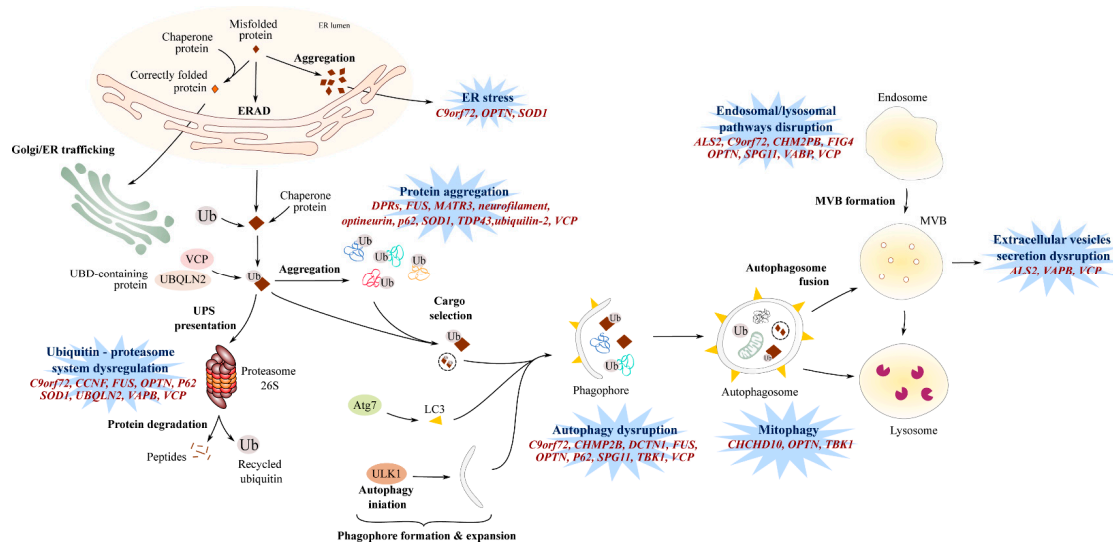 Misfolded
protein
ER lumen
Chaperone
protein
Aggregation
Correctly folded
protein
ERAD
ER stress
C9orf72, OPTN, SOD1
Golgi/ER trafficking
Endosomal/lysosomal
pathways disruption
ALS2, C9orf72, CHM2PB, FIG4
OPTN, SPG11, VABP, VCP
Endosome
MVB formation
MVB
Extracellular vesicles
secretion disruption
ALS2, VAPB, VCP
Ub
Chaperone
protein
Protein aggregation
DPRs, FUS, MATR3, neurofilament,
optineurin, p62, SOD1, TDP43,ubiquilin-2, VCP
VCP
UBQLN2
UBD-containing
protein
Ub
Aggregation
Ub
Ub
Ub
Ub
UPS
presentation
Cargo
selection
Ub
Autophagosome
fusion
Ub
Ub
Phagophore
Ub
Ub
Autophagosome
Lysosome
Ubiquitin - proteasome
system dysregulation
C9orf72, CCNF, FUS, OPTN, P62
SOD1, UBQLN2, VAPB, VCP
Proteasome
26S
Protein degradation
Peptides
Ub
Recycled
ubiquitin
Atg7
LC3
ULK1
Autophagy
iniation
Phagophore formation & expansion
Autophagy disruption
C9orf72, CHMP2B, DCTN1, FUS,
OPTN, P62, SPG11, TBK1, VCP
Mitophagy
CHCHD10, OPTN, TBK1